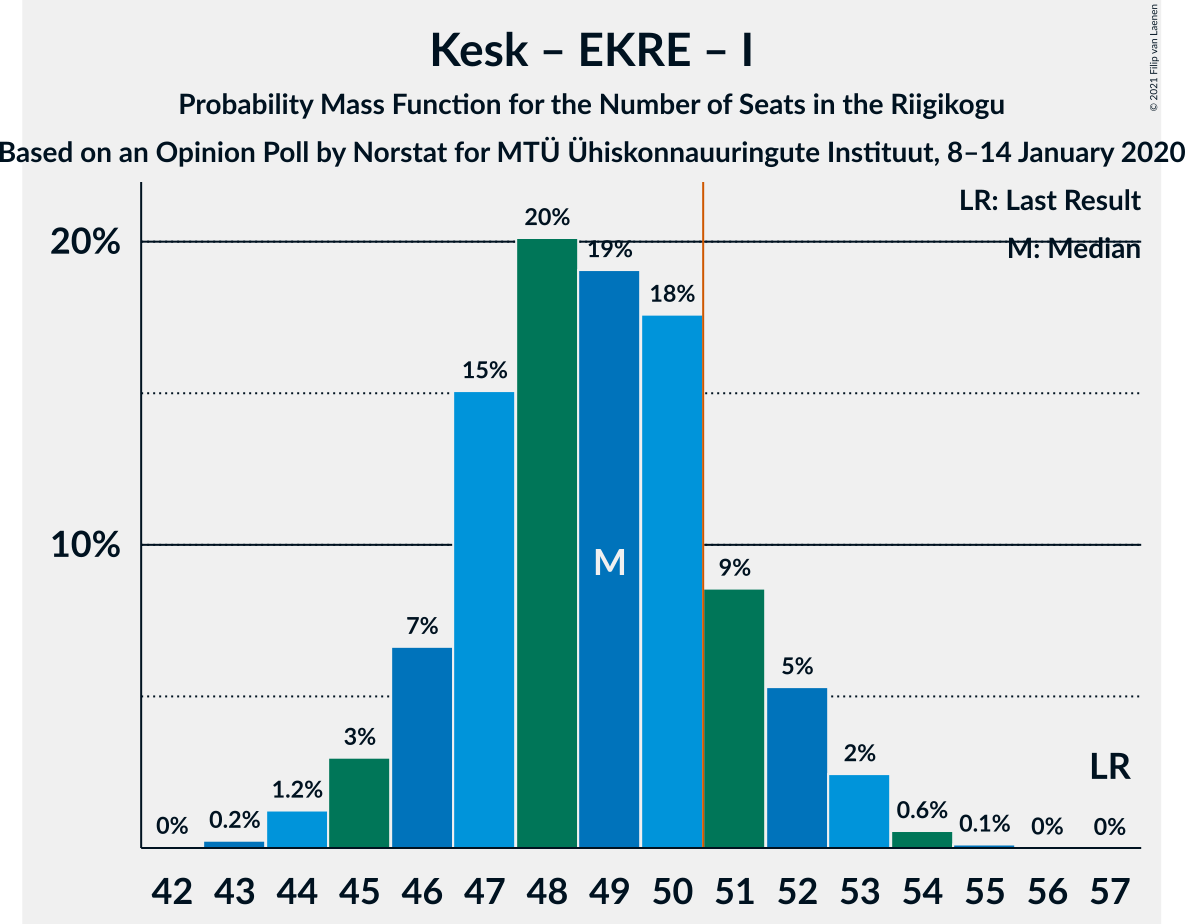 Kesk – EKRE – I
Probability Mass Function for the Number of Seats in the Riigikogu
Based on an Opinion Poll by Norstat for MTÜ Ühiskonnauuringute Instituut, 8–14 January 2020
© 2021 Filip van Laenen
LR: Last Result
M: Median
20%
10%
0%
0.2%
1.2%
3%
7%
15%
20%
19%
18%
9%
5%
2%
0.6%
0.1%
0%
0%
M
LR
42 43 44 45 46 47 48 49 50 51 52 53 54 55 56 57